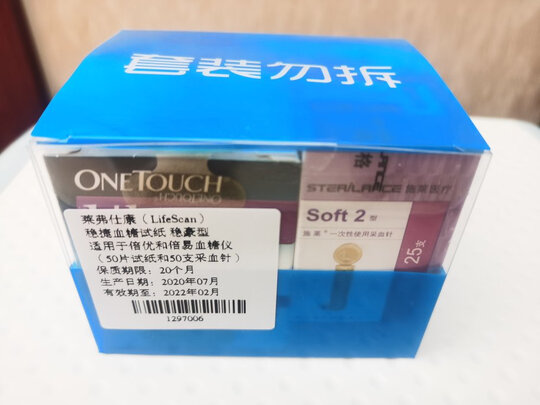 套装勿拆
ONETOUCH
STERILANCE 施莱医疗
Soft 2 型
施莱® 一次性使用采血针
25支
莱弗仕康（LifeScan）
稳捷血糖试纸 稳豪型
适用于倍优和倍易血糖仪
（50片试纸和50支采血针）
保质期限：20个月
生产日期：2020年07月
有效期至：2022年02月
1297006